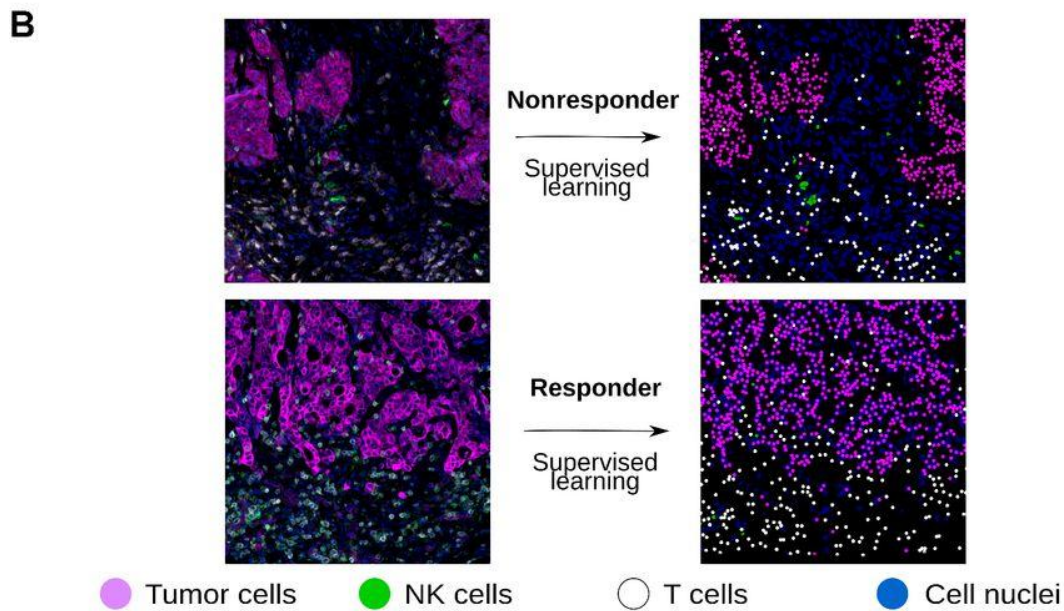 B
Nonresponder
Supervised
learning
Responder
Supervised
learning
Tumor cells
NK cells
T cells
Cell nuclei